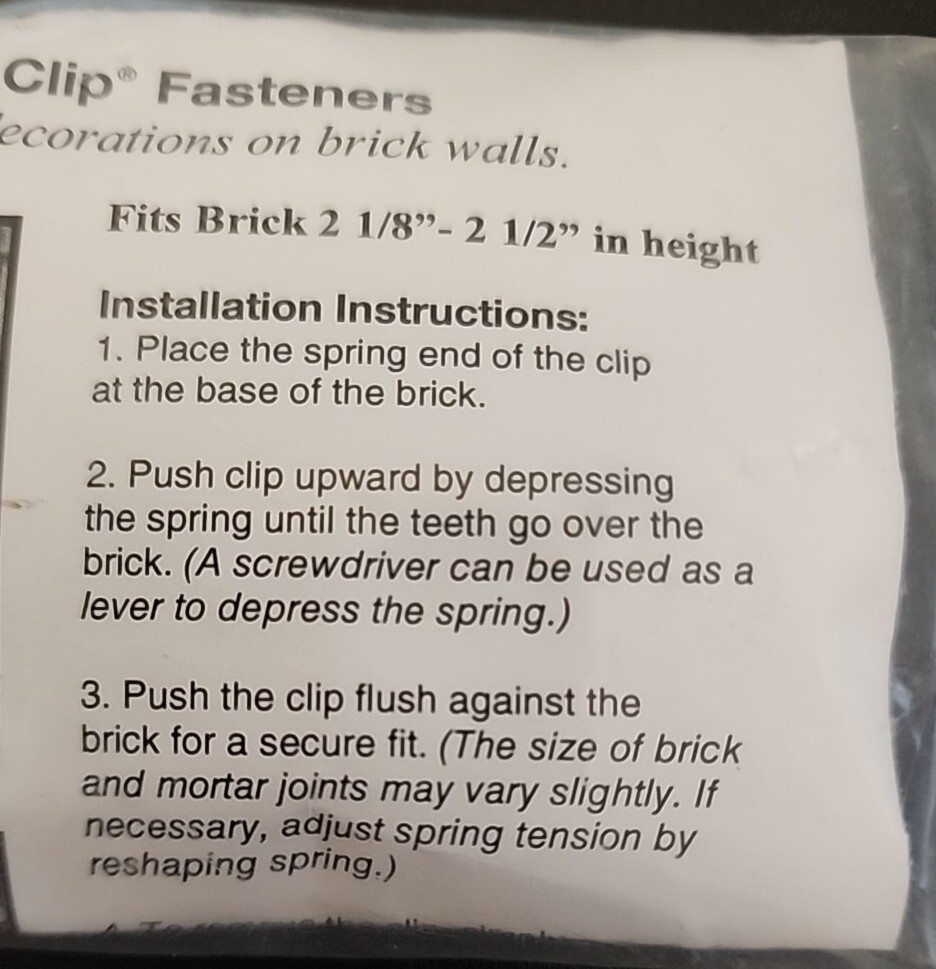 Clip® Fasteners
ecorations on brick walls.
Fits Brick 2 1/8”- 2 1/2” in height
Installation Instructions:
1. Place the spring end of the clip
at the base of the brick.
2. Push clip upward by depressing
the spring until the teeth go over the
brick. (A screwdriver can be used as a
lever to depress the spring.)
3. Push the clip flush against the
brick for a secure fit. (The size of brick
and mortar joints may vary slightly. If
necessary, adjust spring tension by
reshaping spring.)